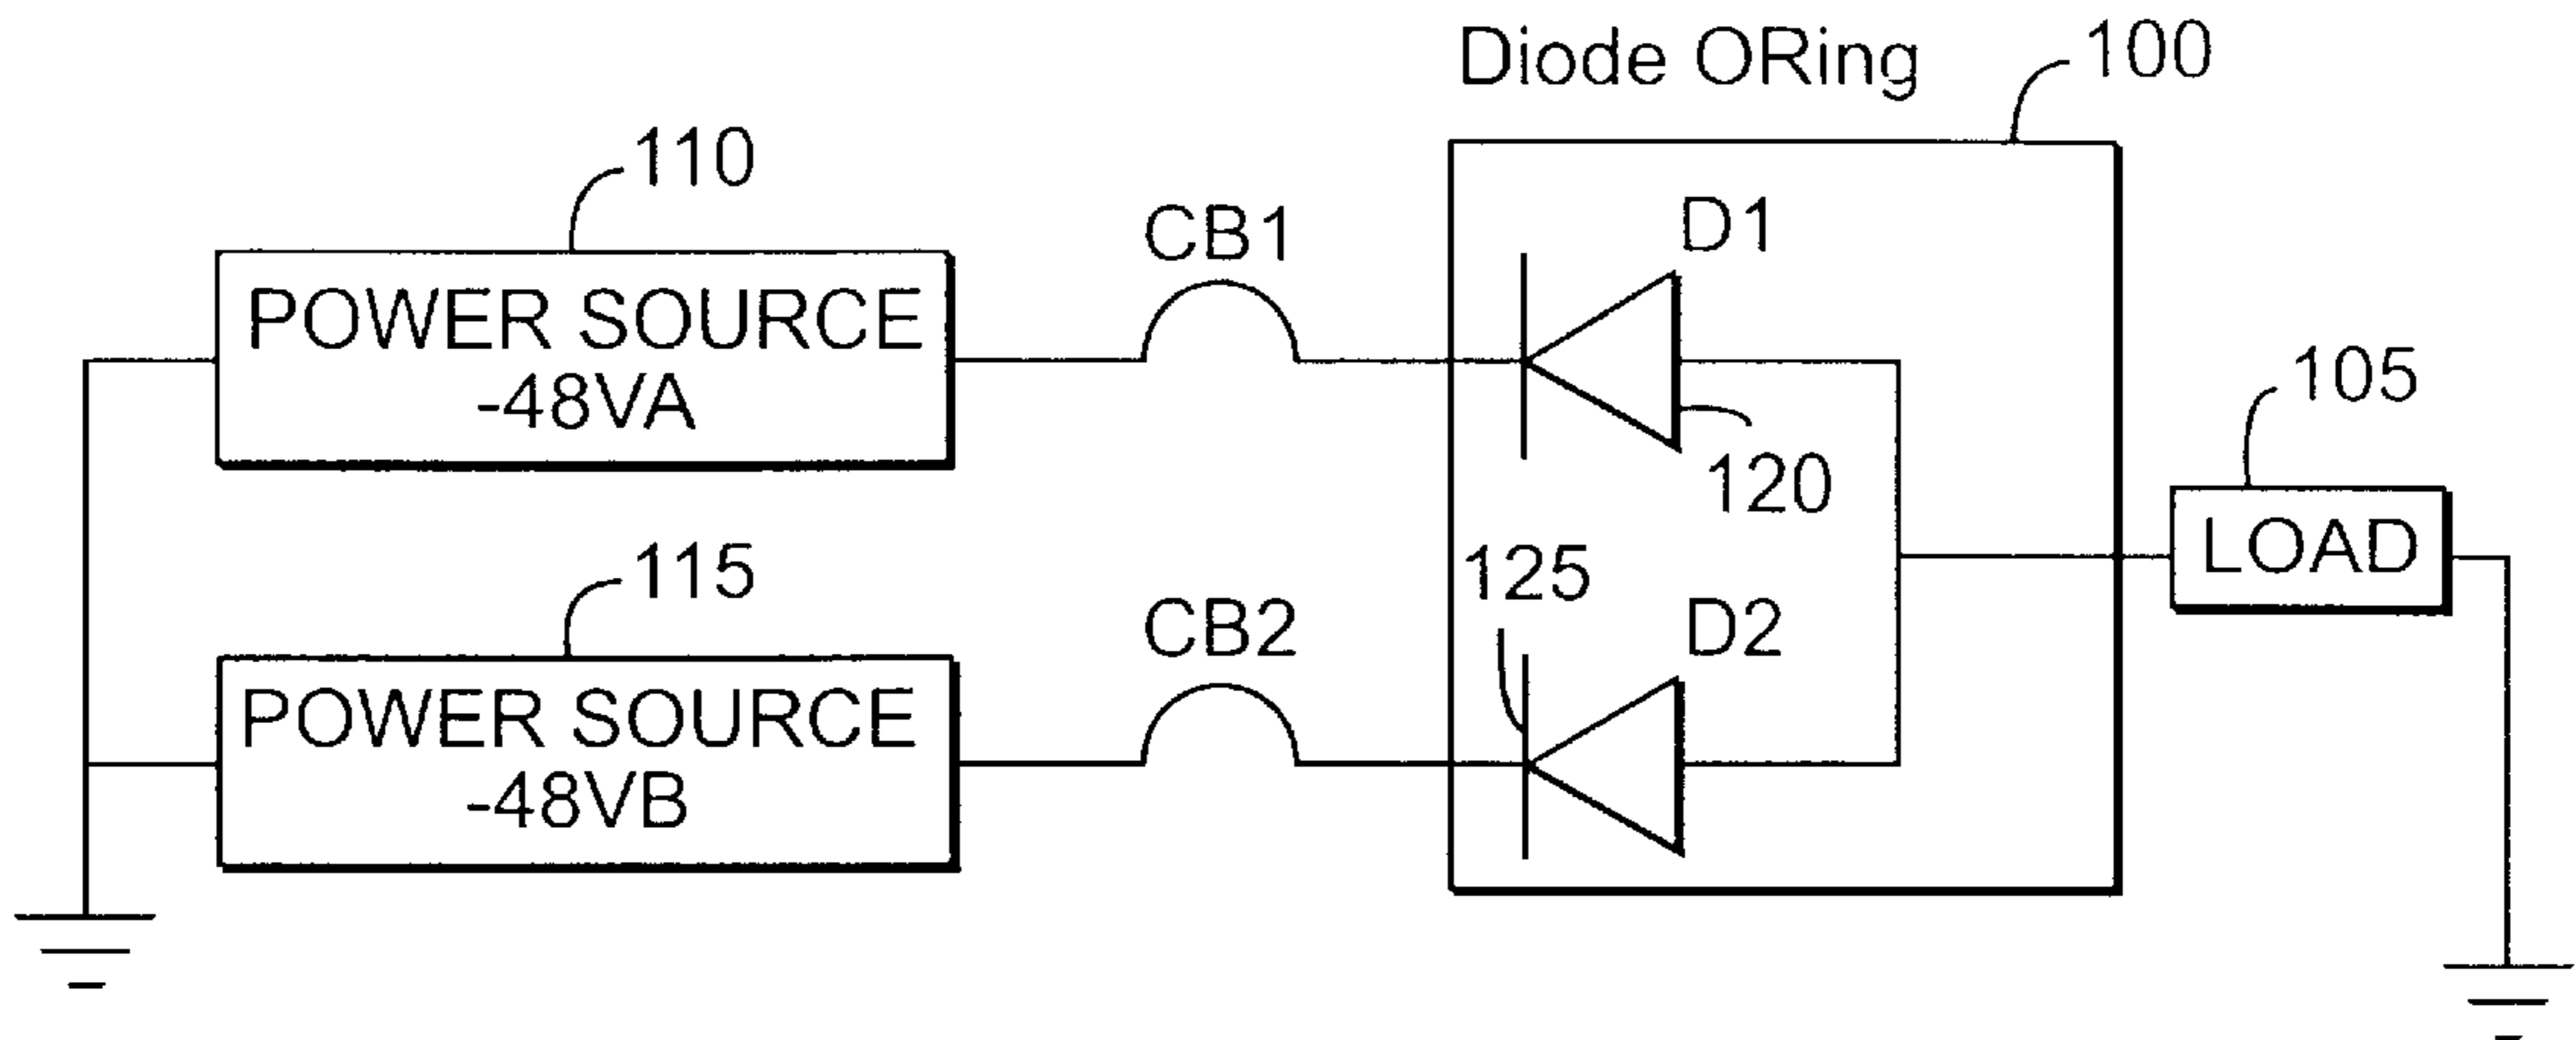 Diode ORing
100
110
CB1
D1
POWER SOURCE
-48VA
120
105
LOAD
115
125
CB2
D2
POWER SOURCE
-48VB